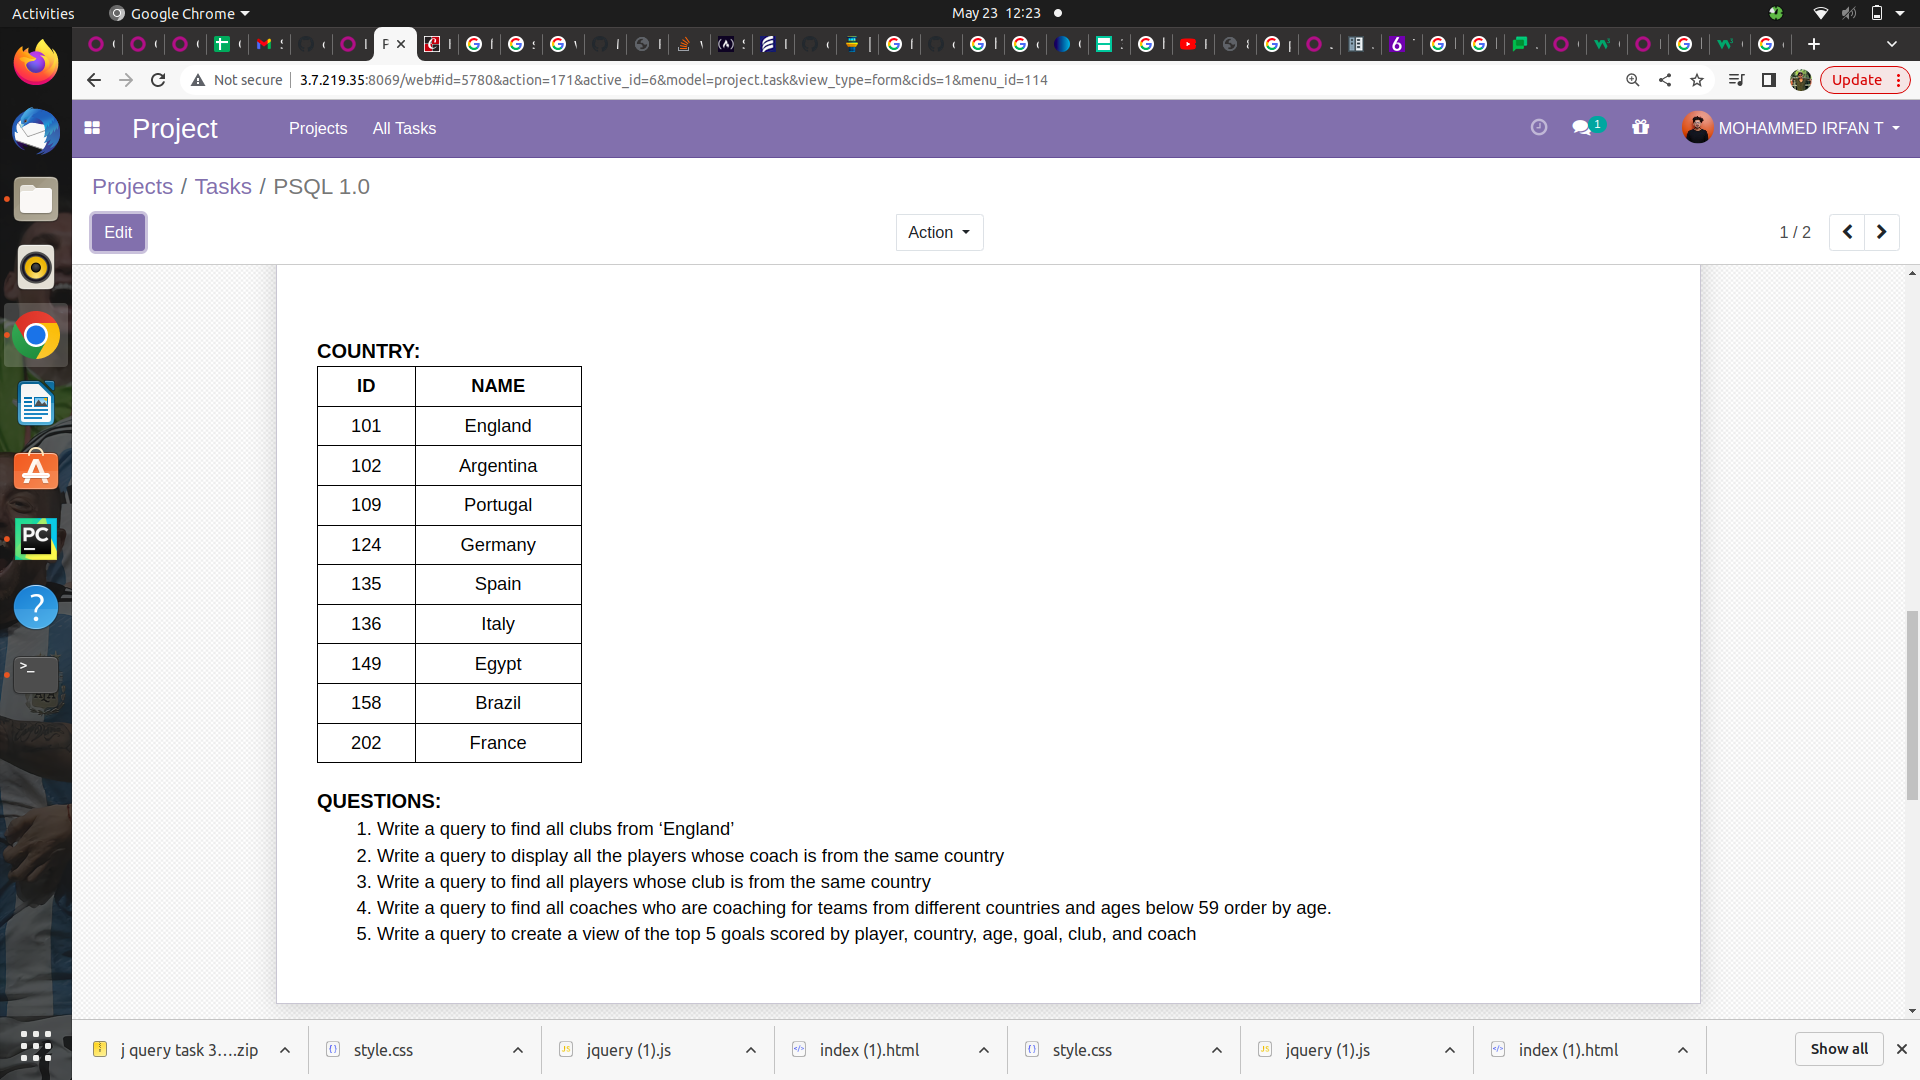 Activities
Google Chrome
May 23 12:23
Not secure
3.7.219.35:8069/web#id=5780&action=171&active_id=6&model=project.task&view_type=form&cids=1&menu_id=114
Update
Project
Projects
All Tasks
1
MOHAMMED IRFAN T
Projects / Tasks / PSQL 1.0
Edit
Action
1 / 2
COUNTRY:
ID NAME
101 England
102 Argentina
109 Portugal
124 Germany
135 Spain
136 Italy
149 Egypt
158 Brazil
202 France
QUESTIONS:
1. Write a query to find all clubs from ‘England’
2. Write a query to display all the players whose coach is from the same country
3. Write a query to find all players whose club is from the same country
4. Write a query to find all coaches who are coaching for teams from different countries and ages below 59 order by age.
5. Write a query to create a view of the top 5 goals scored by player, country, age, goal, club, and coach
j query task 3....zip
style.css
jquery (1).js
index (1).html
style.css
jquery (1).js
index (1).html
Show all